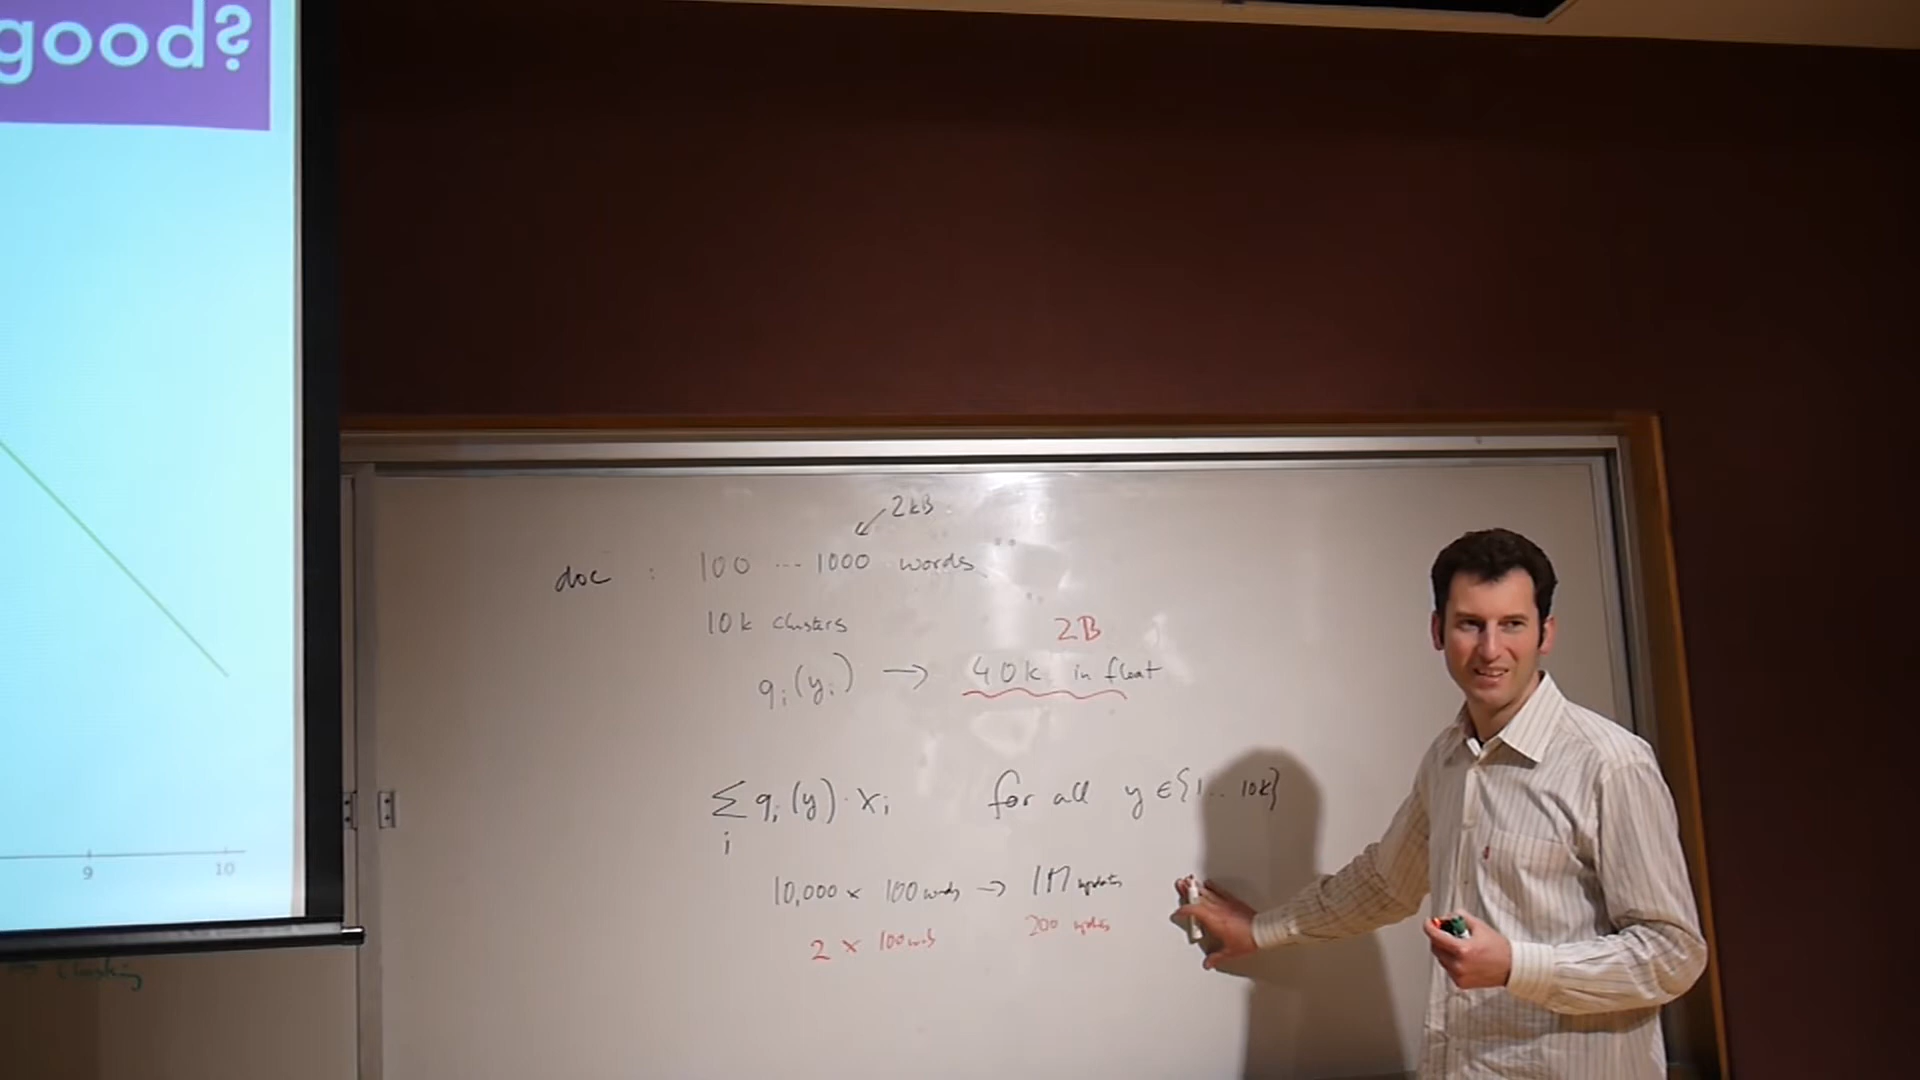 good?
9 10
2kB
doc : 100 ... 1000 words
10k clusters
2B
qᵢ(yᵢ) → 40k in float
∑ᵢ qᵢ(y)·xᵢ for all y ∈ {1...10k}
10,000 × 100 words → 1M updates
2 × 100 words 200 updates